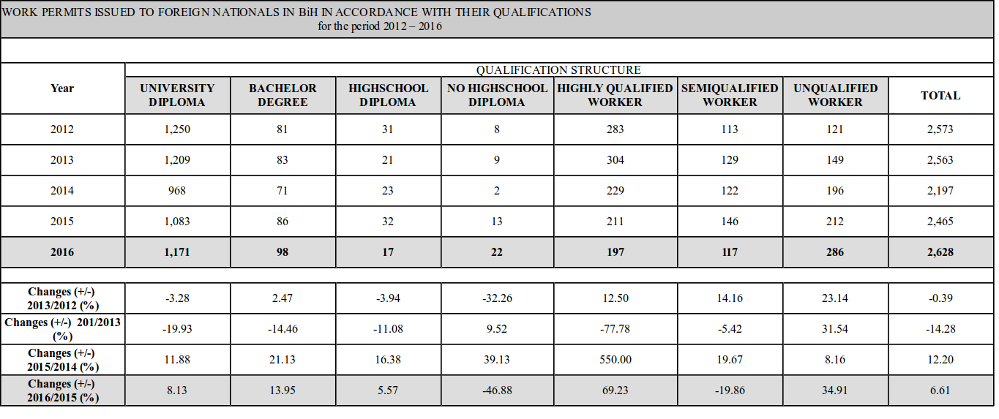 WORK PERMITS ISSUED TO FOREIGN NATIONALS IN BiH IN ACCORDANCE WITH THEIR QUALIFICATIONS
for the period 2012 – 2016
QUALIFICATION STRUCTURE
Year UNIVERSITY DIPLOMA BACHELOR DEGREE HIGHSCHOOL DIPLOMA NO HIGHSCHOOL DIPLOMA HIGHLY QUALIFIED WORKER SEMIQUALIFIED WORKER UNQUALIFIED WORKER TOTAL
2012 1,250 81 31 8 283 113 121 2,573
2013 1,209 83 21 9 304 129 149 2,563
2014 968 71 23 2 229 122 196 2,197
2015 1,083 86 32 13 211 146 212 2,465
2016 1,171 98 17 22 197 117 286 2,628
Changes (+/-) 2013/2012 (%) -3.28 2.47 -3.94 -32.26 12.50 14.16 23.14 -0.39
Changes (+/-) 201/2013 (%) -19.93 -14.46 -11.08 9.52 -77.78 -5.42 31.54 -14.28
Changes (+/-) 2015/2014 (%) 11.88 21.13 16.38 39.13 550.00 19.67 8.16 12.20
Changes (+/-) 2016/2015 (%) 8.13 13.95 5.57 -46.88 69.23 -19.86 34.91 6.61